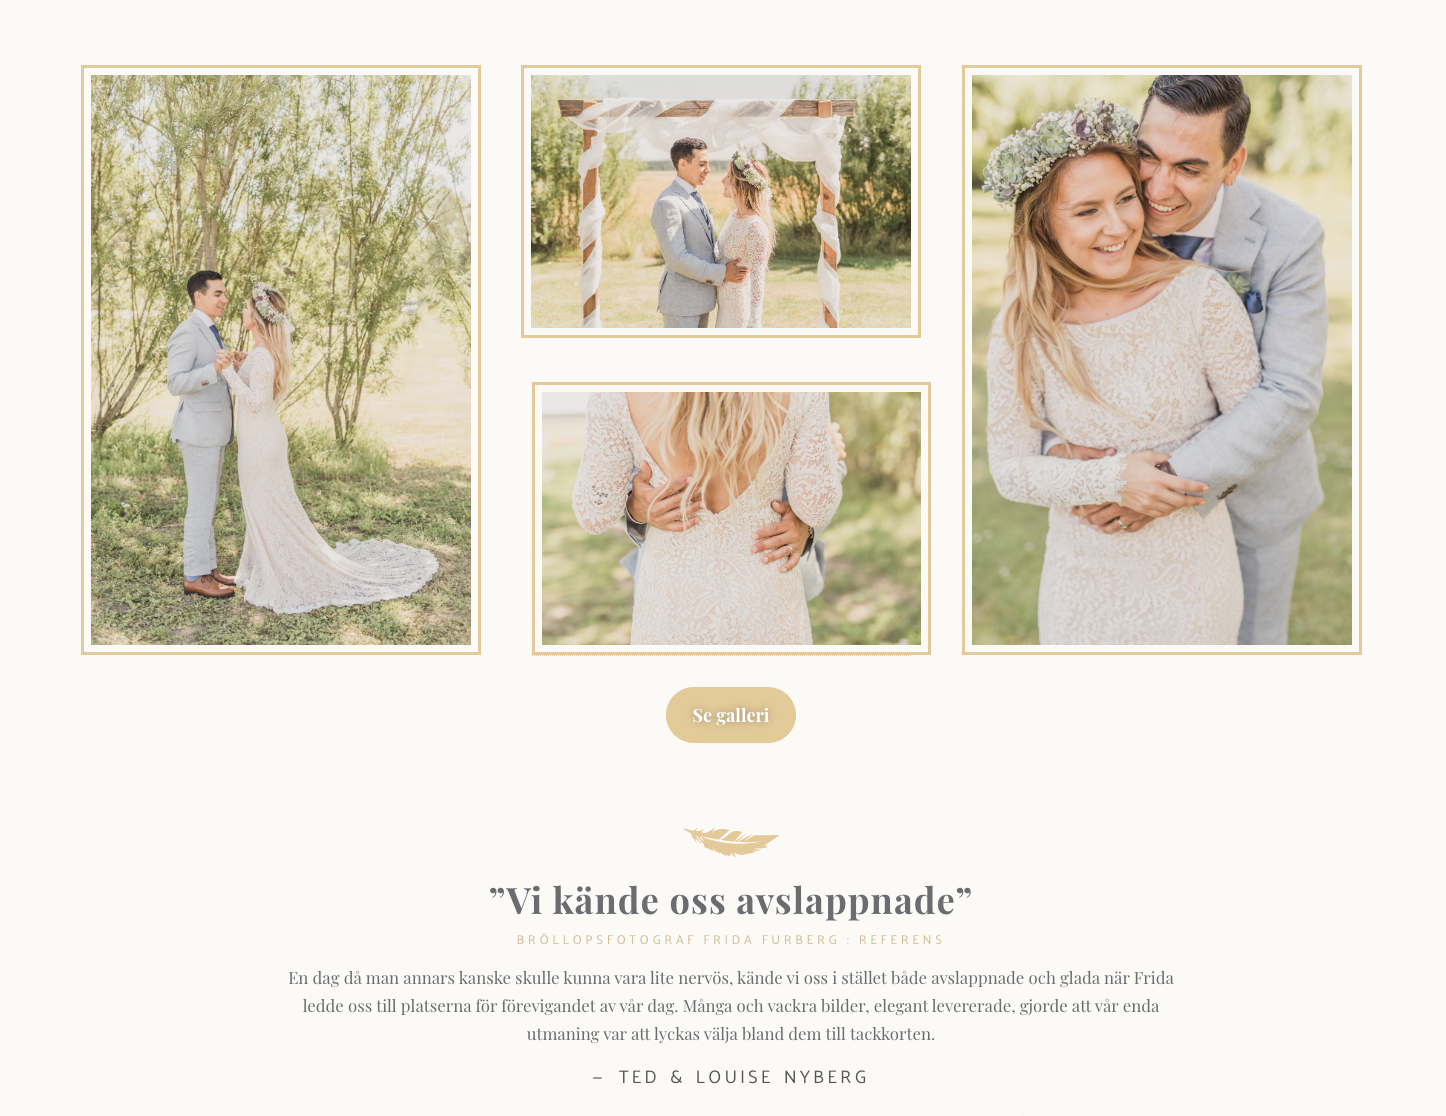 Se galleri
”Vi kände oss avslappnade”
BRÖLLOPSFOTOGRAF FRIDA FURBERG : REFERENS
En dag då man annars kanske skulle kunna vara lite nervös, kände vi oss i stället både avslappnade och glada när Frida
ledde oss till platserna för förevigandet av vår dag. Många och vackra bilder, elegant levererade, gjorde att vår enda
utmaning var att lyckas välja bland dem till tackkorten.
– TED & LOUISE NYBERG